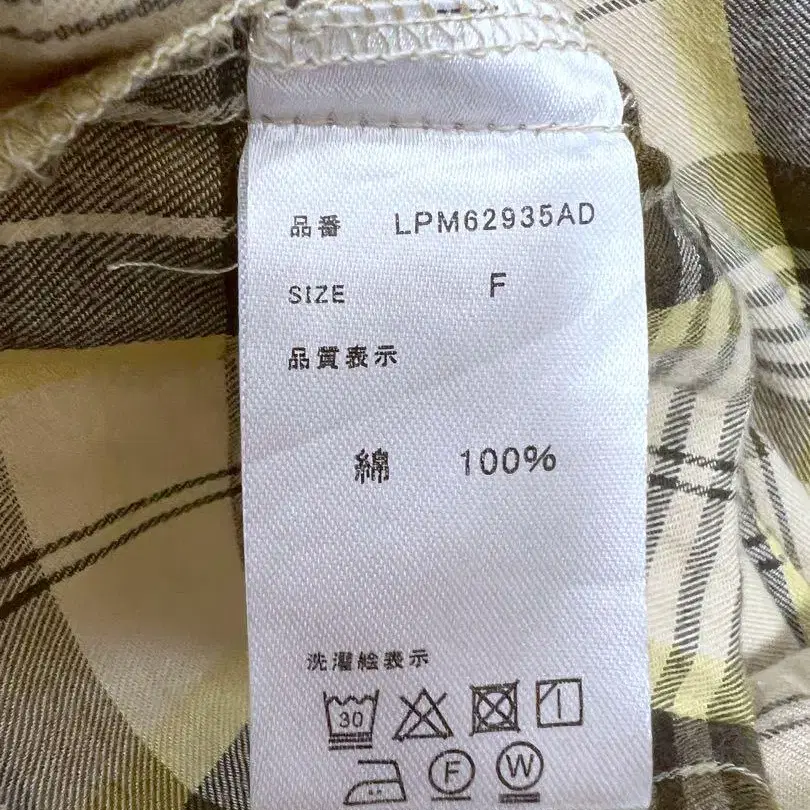 品番 LPM62935AD
SIZE F
品質表示
綿 100%
洗濯絵表示
30
F W